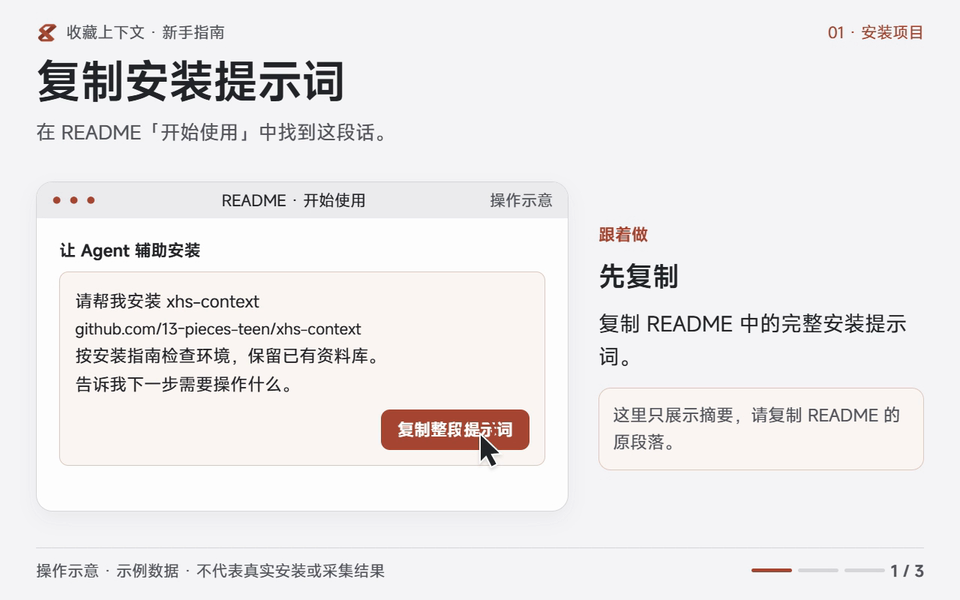 收藏上下文 · 新手指南
01 · 安装项目
复制安装提示词
在 README「开始使用」中找到这段话。
README · 开始使用
操作示意
让 Agent 辅助安装
请帮我安装 xhs-context
github.com/13-pieces-teen/xhs-context
按安装指南检查环境，保留已有资料库。
告诉我下一步需要操作什么。
复制整段提示词
跟着做
先复制
复制 README 中的完整安装提示
词。
这里只展示摘要，请复制 README 的
原段落。
操作示意 · 示例数据 · 不代表真实安装或采集结果
1 / 3